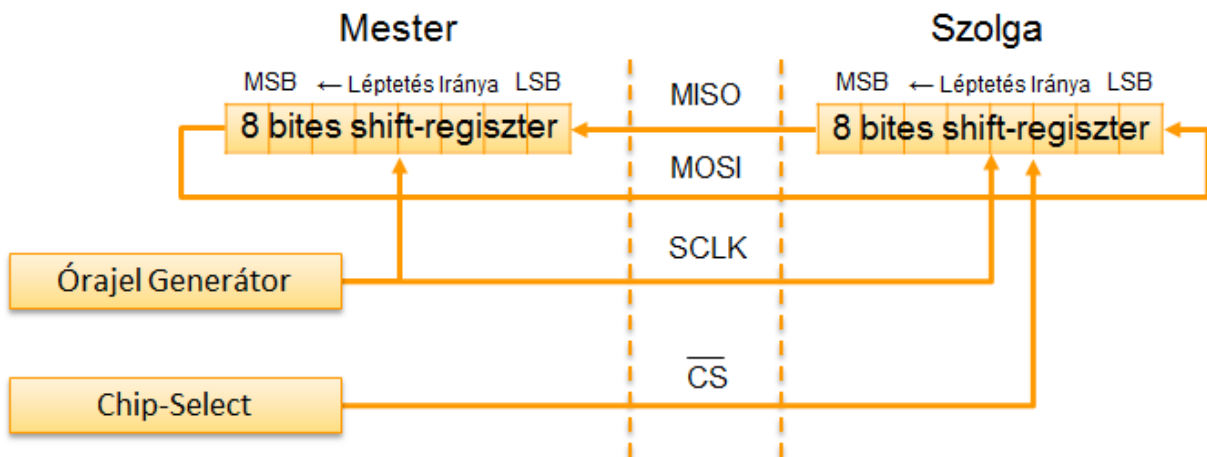 Mester Szolga
MSB ← Léptetés Iránya LSB MISO MSB ← Léptetés Iránya LSB
8 bites shift-regiszter 8 bites shift-regiszter
MOSI
SCLK
Órajel Generátor
CS
Chip-Select